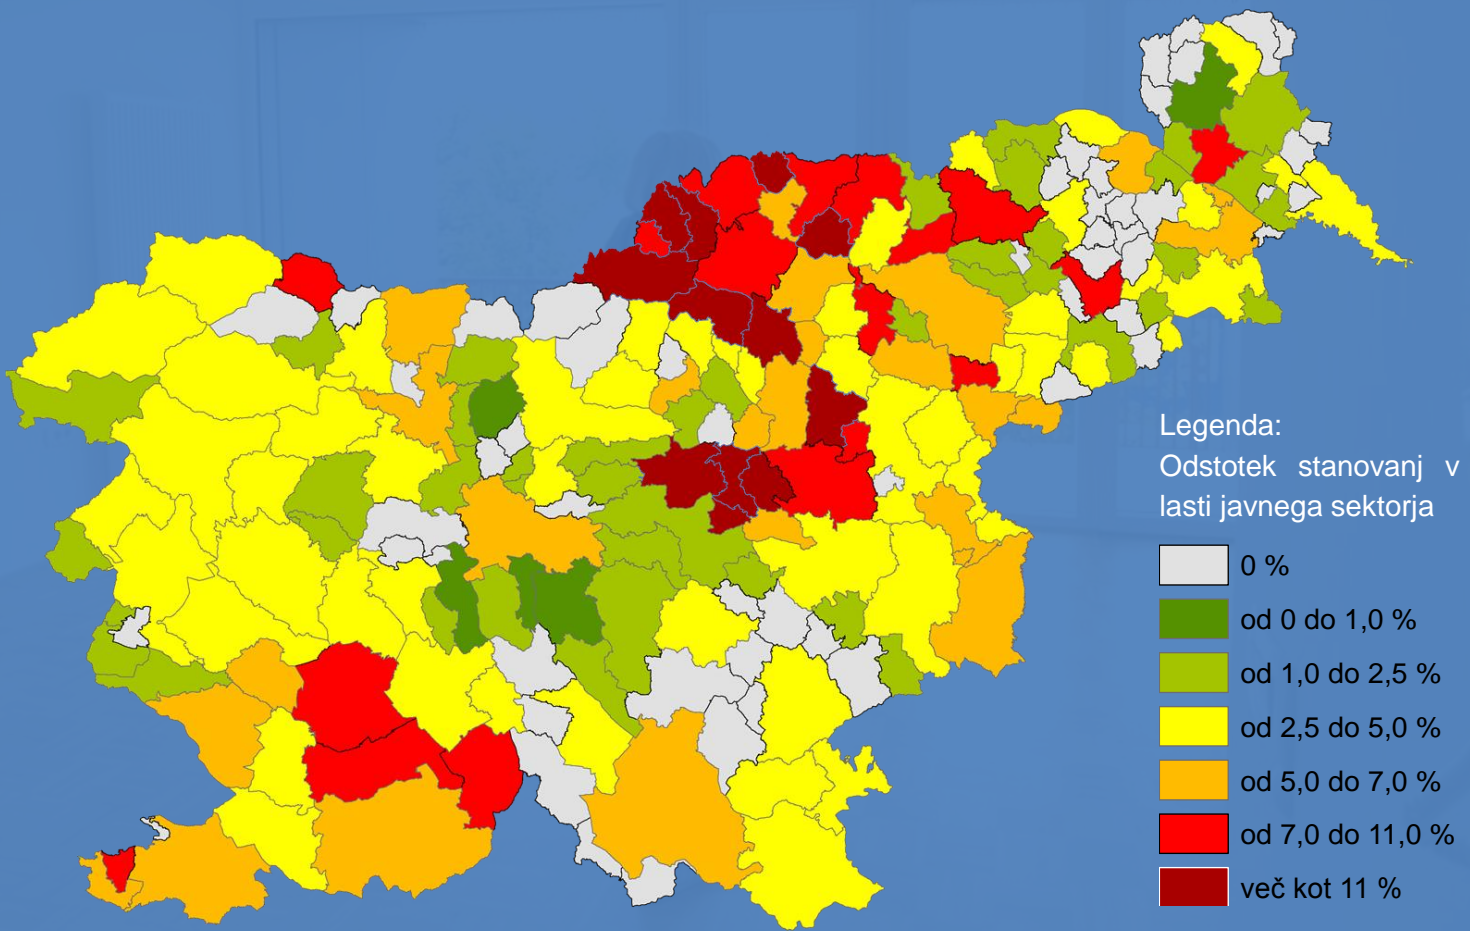 Legenda:
Odstotek stanovanj v
lasti javnega sektorja
0 %
od 0 do 1,0 %
od 1,0 do 2,5 %
od 2,5 do 5,0 %
od 5,0 do 7,0 %
od 7,0 do 11,0 %
več kot 11 %